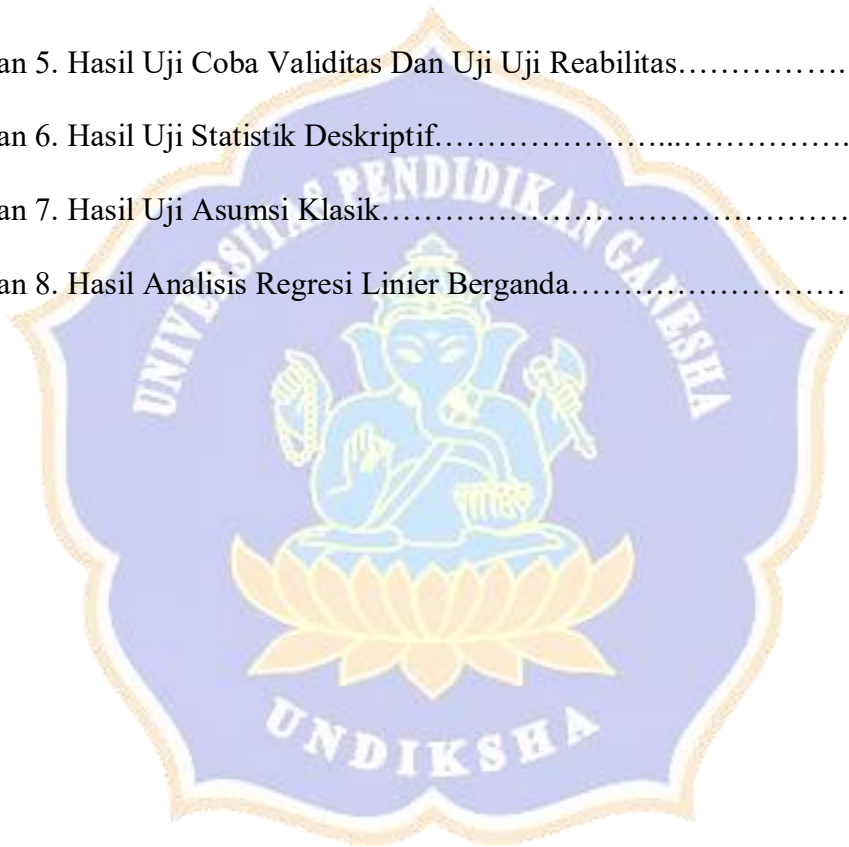 an 5. Hasil Uji Coba Validitas Dan Uji Uji Reabilitas…………….
an 6. Hasil Uji Statistik Deskriptif…………………...…………….
an 7. Hasil Uji Asumsi Klasik………………………………………
an 8. Hasil Analisis Regresi Linier Berganda………………………
UNIVERSITAS PENDIDIKAN GANESHA
UNDIKSHA